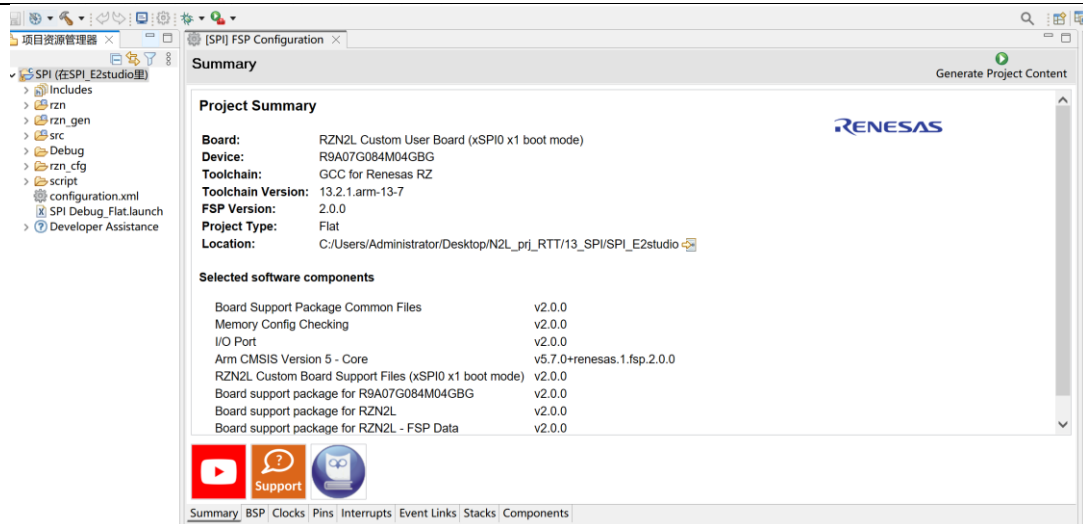 项目资源管理器
[SPI] FSP Configuration
SPI (在SPI_E2studio里)
Includes
rzn
rzn_gen
src
Debug
rzn_cfg
script
configuration.xml
SPI Debug_Flat.launch
Developer Assistance
Summary
Generate Project Content
Project Summary
RENESAS
Board: RZN2L Custom User Board (xSPI0 x1 boot mode)
Device: R9A07G084M04GBG
Toolchain: GCC for Renesas RZ
Toolchain Version: 13.2.1.arm-13-7
FSP Version: 2.0.0
Project Type: Flat
Location: C:/Users/Administrator/Desktop/N2L_prj_RTT/13_SPI/SPI_E2studio
Selected software components
Board Support Package Common Files v2.0.0
Memory Config Checking v2.0.0
I/O Port v2.0.0
Arm CMSIS Version 5 - Core v5.7.0+renesas.1.fsp.2.0.0
RZN2L Custom Board Support Files (xSPI0 x1 boot mode) v2.0.0
Board support package for R9A07G084M04GBG v2.0.0
Board support package for RZN2L v2.0.0
Board support package for RZN2L - FSP Data v2.0.0
Support
Summary BSP Clocks Pins Interrupts Event Links Stacks Components